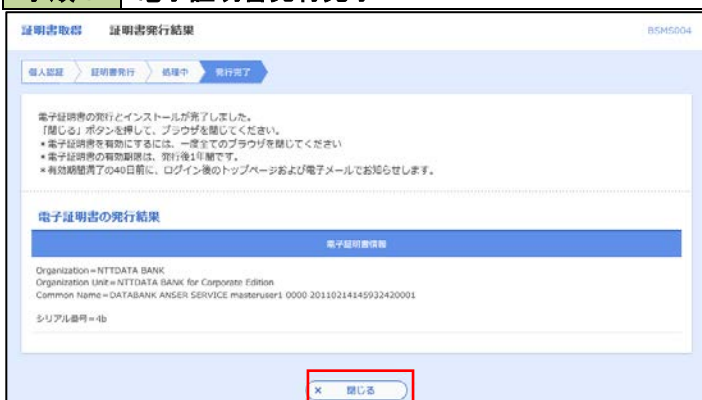 電子証明書発行完了
証明書取得 証明書発行結果 BSMS004
個人認証 証明書発行 処理中 発行完了
電子証明書の発行とインストールが完了しました。
「閉じる」ボタンを押して、ブラウザを閉じてください。
・電子証明書を有効にするには、一度全てのブラウザを閉じてください
・電子証明書の有効期限は、発行後1年間です。
・有効期間満了の40日前に、ログイン後のトップページおよび電子メールでお知らせします。
電子証明書の発行結果
電子証明書情報
Organization=NTTDATA BANK
Organization Unit=NTTDATA BANK for Corporate Edition
Common Name=DATABANK ANSER SERVICE masteruser1 0000 20110214145932420001
シリアル番号=4b
× 閉じる